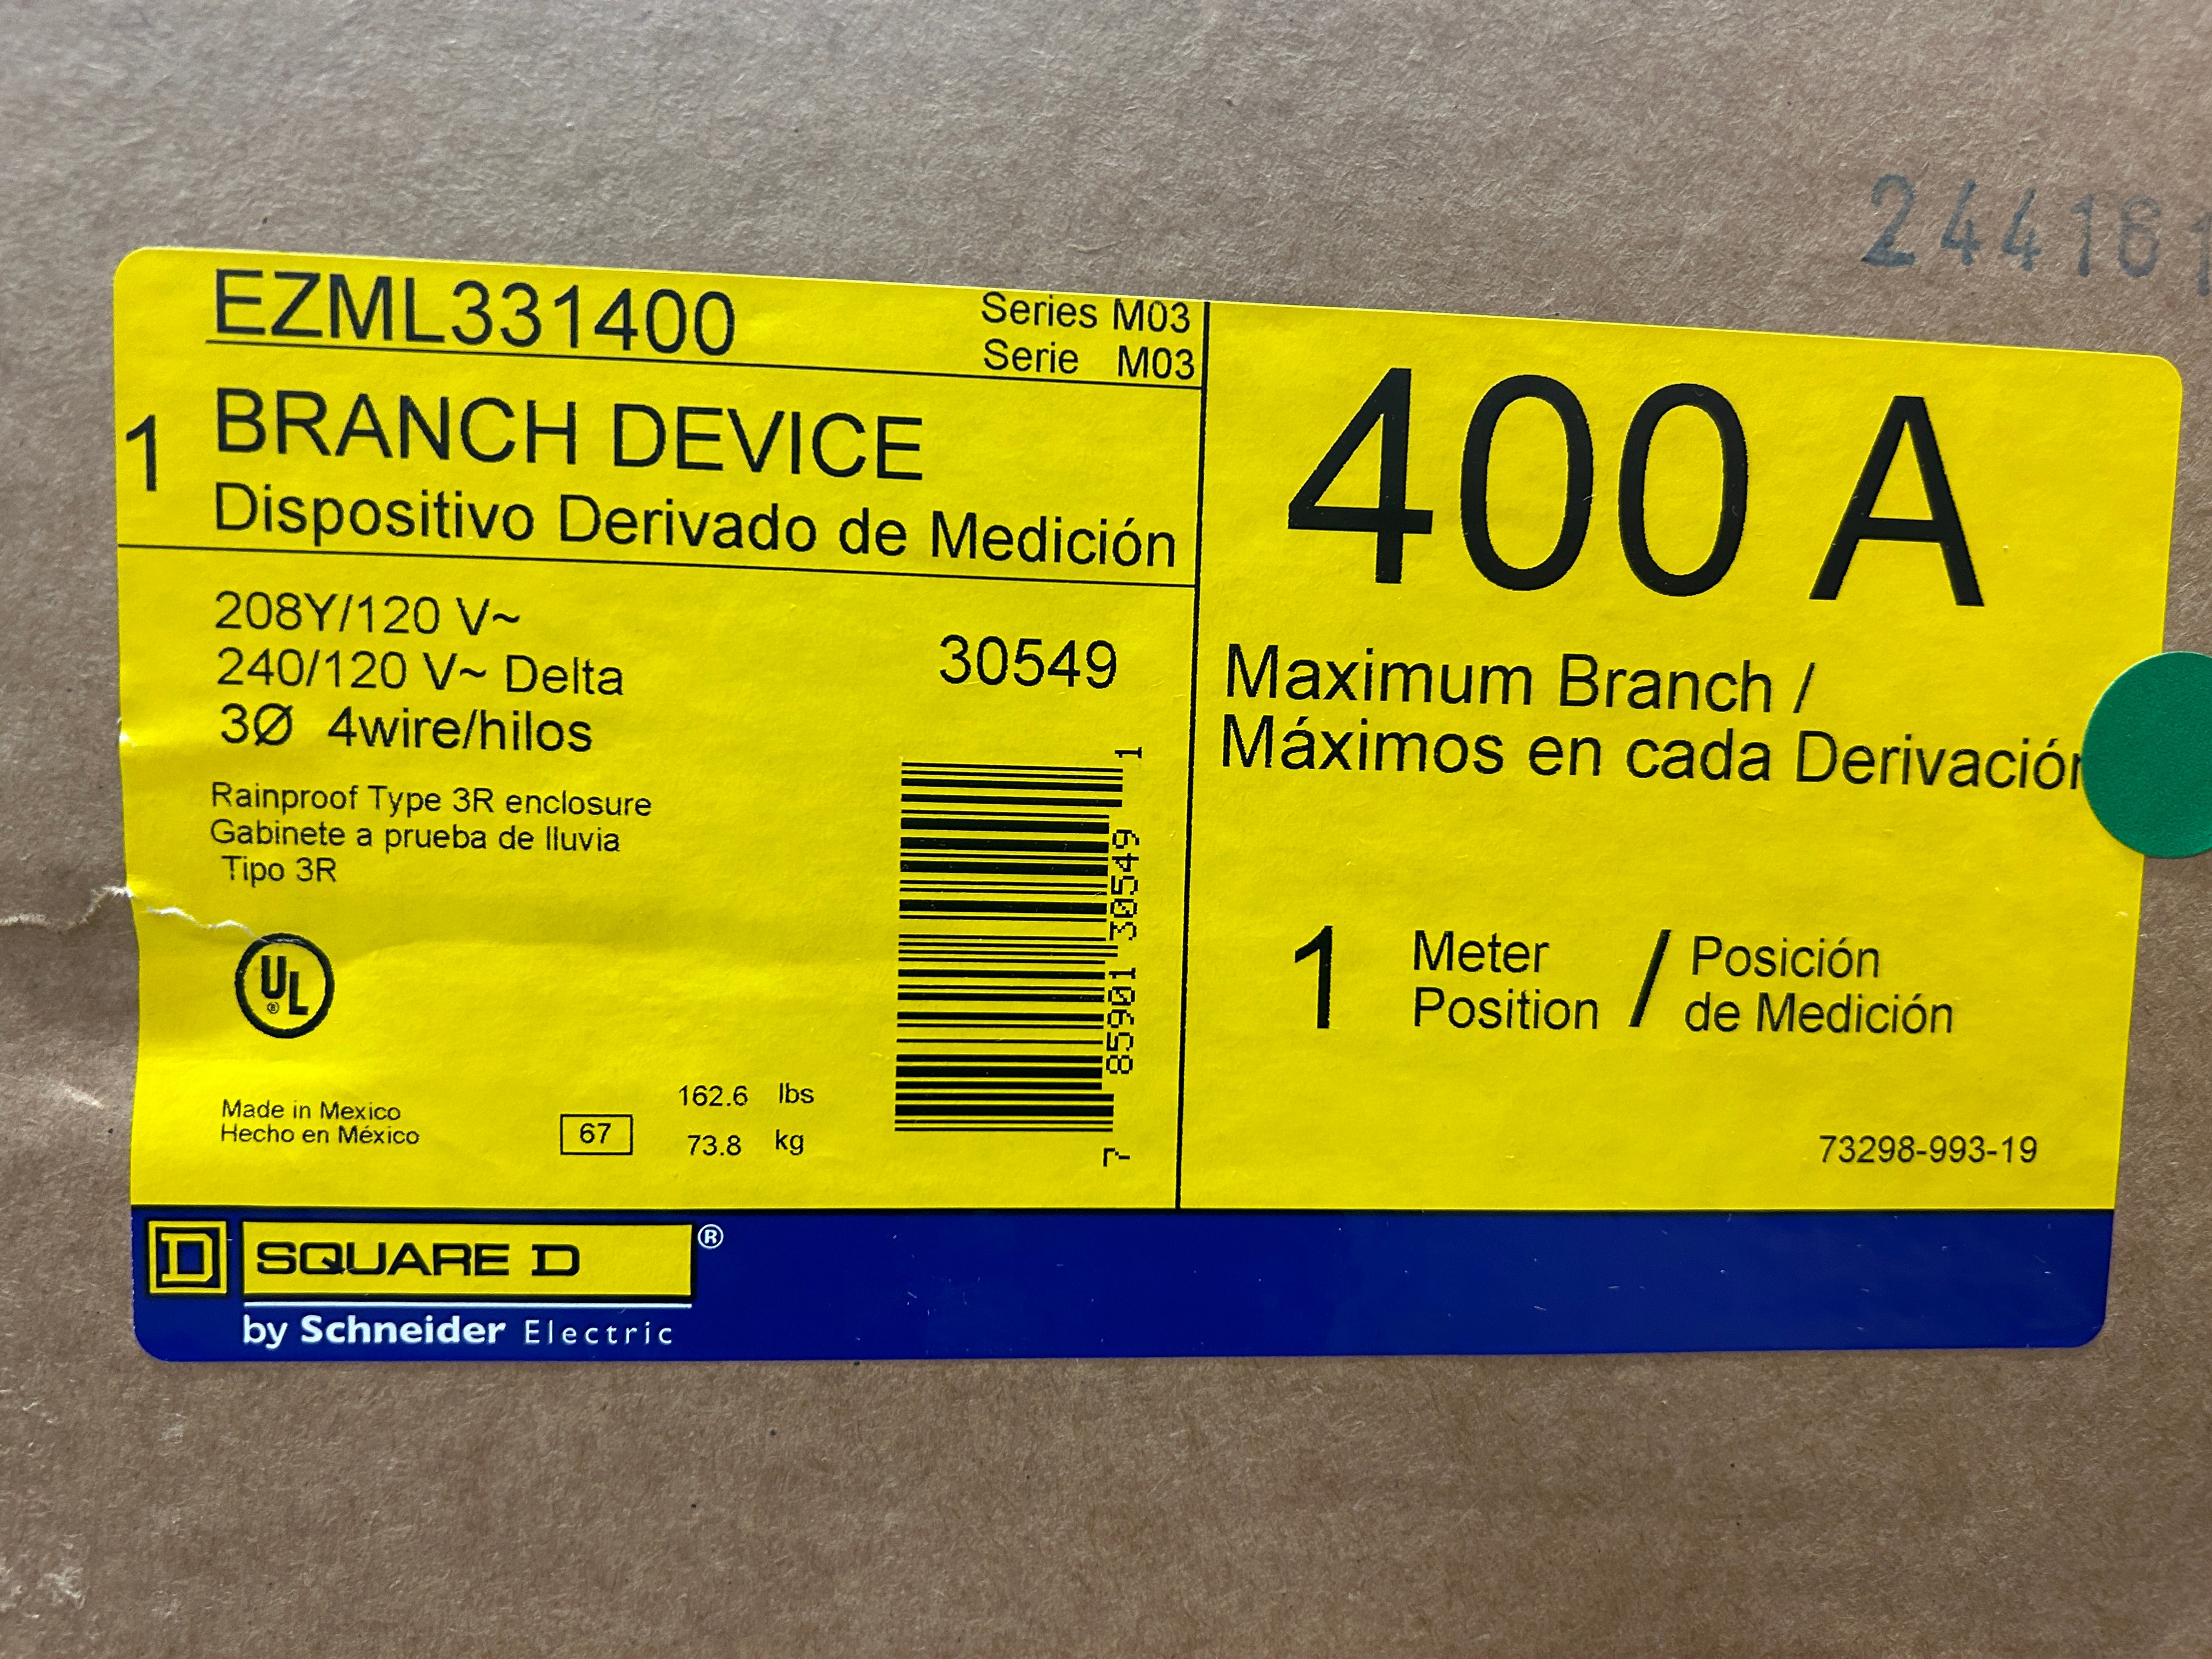 244161
EZML331400
Series M03
Serie M03
1 BRANCH DEVICE
Dispositivo Derivado de Medición
208Y/120 V~
240/120 V~ Delta
3Ø 4wire/hilos
30549
Rainproof Type 3R enclosure
Gabinete a prueba de lluvia
Tipo 3R
UL
®
Made in Mexico
Hecho en México
67
162.6 lbs
73.8 kg
7 85901 30549 1
400 A
Maximum Branch /
Máximos en cada Derivación
1 Meter Position / Posición de Medición
73298-993-19
D SQUARE D ®
by Schneider Electric